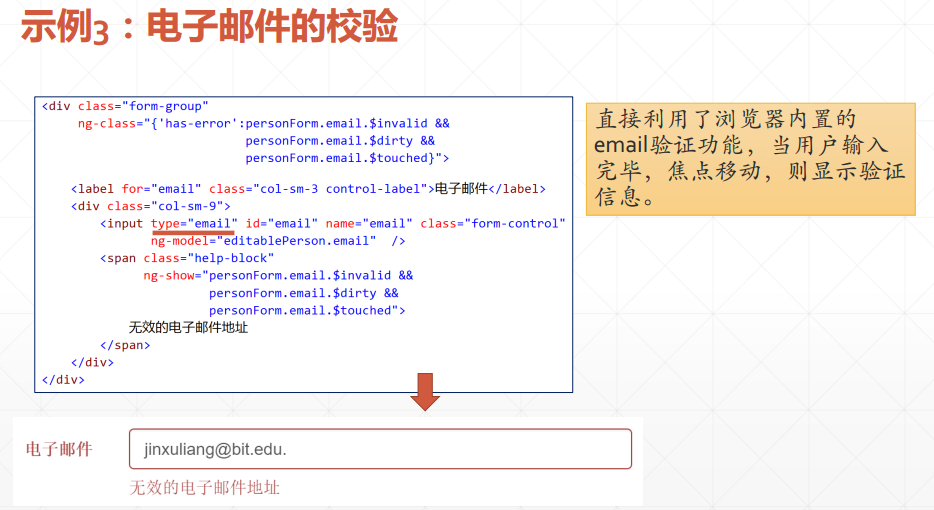 示例3：电子邮件的校验
<div class="form-group"
ng-class="{'has-error':personForm.email.$invalid &&
personForm.email.$dirty &&
personForm.email.$touched}">
<label for="email" class="col-sm-3 control-label">电子邮件</label>
<div class="col-sm-9">
<input type="email" id="email" name="email" class="form-control"
ng-model="editablePerson.email" />
<span class="help-block"
ng-show="personForm.email.$invalid &&
personForm.email.$dirty &&
personForm.email.$touched">
无效的电子邮件地址
</span>
</div>
</div>
直接利用了浏览器内置的
email验证功能，当用户输入
完毕，焦点移动，则显示验证
信息。
电子邮件
jinxuliang@bit.edu.
无效的电子邮件地址